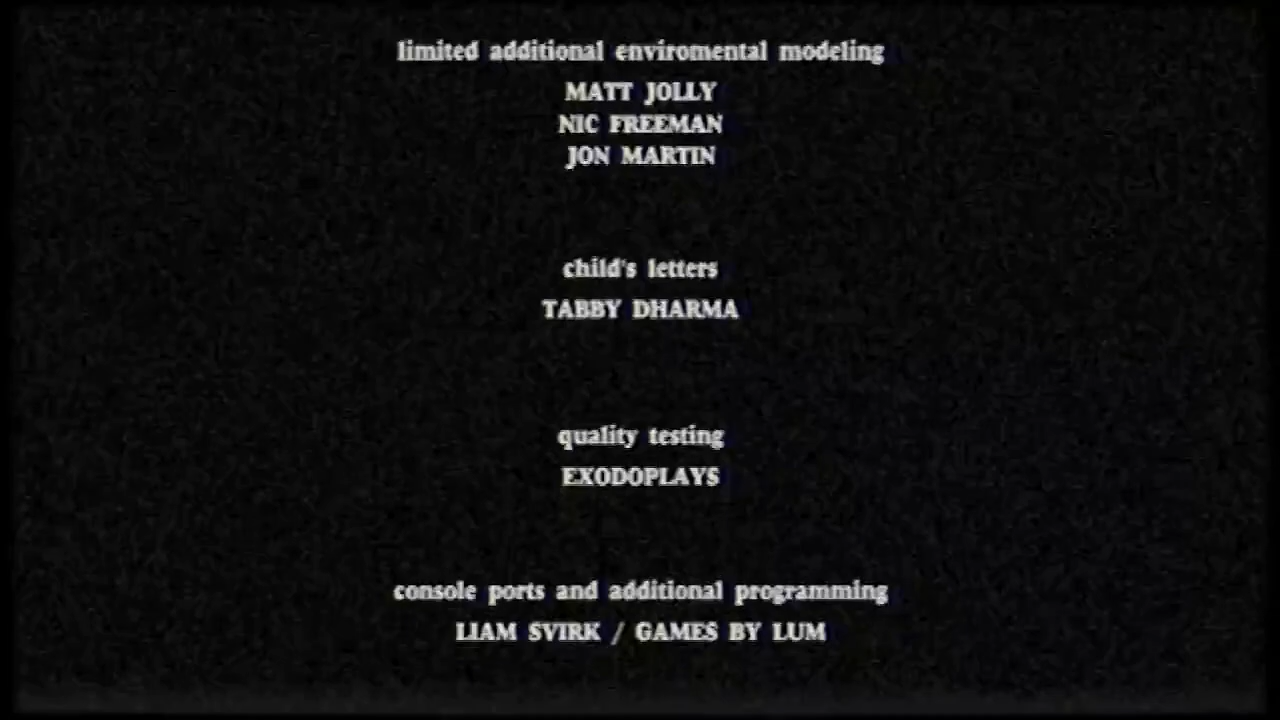 limited additional enviromental modeling
MATT JOLLY
NIC FREEMAN
JON MARTIN
child's letters
TABBY DHARMA
quality testing
EXODOPLAYS
console ports and additional programming
LIAM SVIRK / GAMES BY LUM